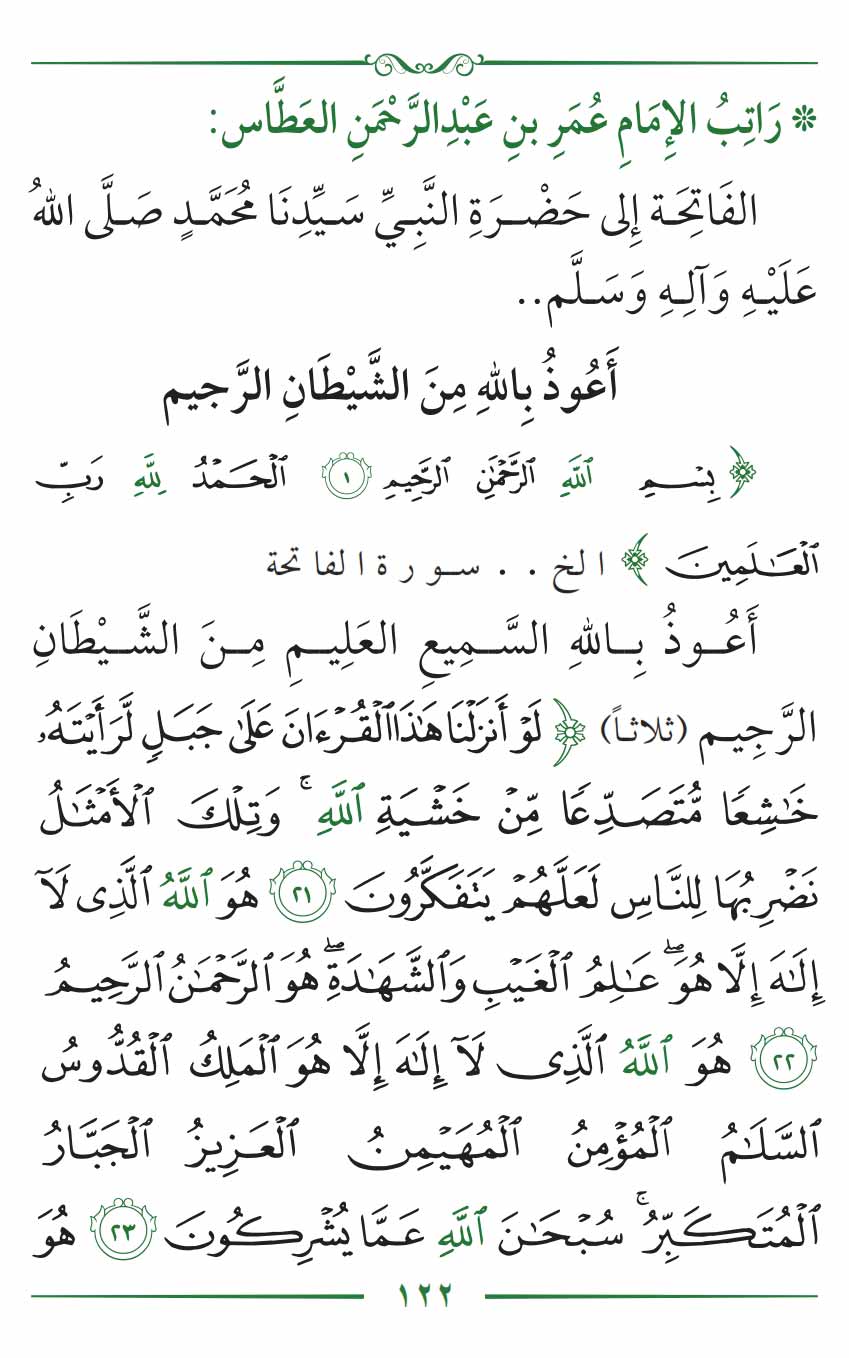 ❊ رَاتِبُ الإِمَامِ عُمَرِ بنِ عَبْدِالرَّحْمَنِ العَطَّاس:
الفَاتِحَة إِلى حَضْرَةِ النَّبِيِّ سَيِّدِنَا مُحَمَّدٍ صَلَّى اللهُ
عَلَيْهِ وَآلِهِ وَسَلَّم..
أَعُوذُ بِاللهِ مِنَ الشَّيْطَانِ الرَّجيم
﴿ بِسْمِ ٱللَّهِ ٱلرَّحْمَٰنِ ٱلرَّحِيمِ ١ ٱلْحَمْدُ لِلَّهِ رَبِّ
ٱلْعَٰلَمِينَ ﴾ الخ.. سورة الفاتحة
أَعُوذُ بِاللهِ السَّمِيعِ العَلِيمِ مِنَ الشَّيْطَانِ
الرَّجِيم (ثلاثاً) ﴿ لَوْ أَنزَلْنَا هَٰذَا ٱلْقُرْءَانَ عَلَىٰ جَبَلٍ لَّرَأَيْتَهُۥ
خَٰشِعًا مُّتَصَدِّعًا مِّنْ خَشْيَةِ ٱللَّهِ ۚ وَتِلْكَ ٱلْأَمْثَٰلُ
نَضْرِبُهَا لِلنَّاسِ لَعَلَّهُمْ يَتَفَكَّرُونَ ٢١ هُوَ ٱللَّهُ ٱلَّذِى لَآ
إِلَٰهَ إِلَّا هُوَ ۖ عَٰلِمُ ٱلْغَيْبِ وَٱلشَّهَٰدَةِ ۖ هُوَ ٱلرَّحْمَٰنُ ٱلرَّحِيمُ
٢٢ هُوَ ٱللَّهُ ٱلَّذِى لَآ إِلَٰهَ إِلَّا هُوَ ٱلْمَلِكُ ٱلْقُدُّوسُ
ٱلسَّلَٰمُ ٱلْمُؤْمِنُ ٱلْمُهَيْمِنُ ٱلْعَزِيزُ ٱلْجَبَّارُ
ٱلْمُتَكَبِّرُ ۚ سُبْحَٰنَ ٱللَّهِ عَمَّا يُشْرِكُونَ ٢٣ هُوَ
١٢٢